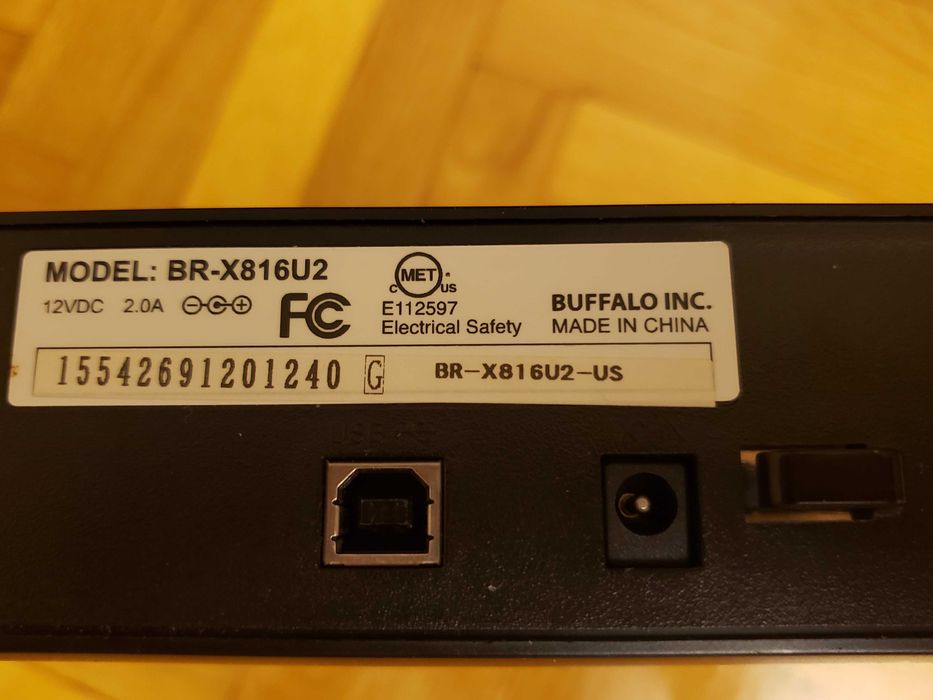 MODEL: BR-X816U2
12VDC 2.0A
FC
C MET US
E112597
Electrical Safety
BUFFALO INC.
MADE IN CHINA
15542691201240 G BR-X816U2-US
USB